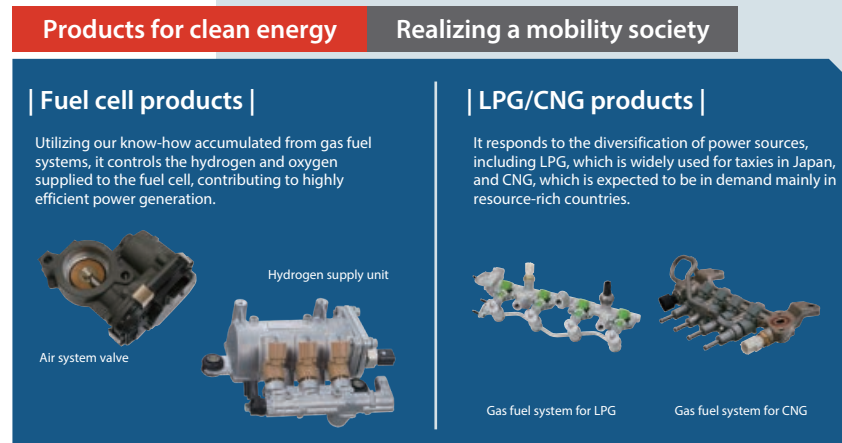 Products for clean energy
Realizing a mobility society
| Fuel cell products |
Utilizing our know-how accumulated from gas fuel
systems, it controls the hydrogen and oxygen
supplied to the fuel cell, contributing to highly
efficient power generation.
Hydrogen supply unit
Air system valve
| LPG/CNG products |
It responds to the diversification of power sources,
including LPG, which is widely used for taxies in Japan,
and CNG, which is expected to be in demand mainly in
resource-rich countries.
Gas fuel system for LPG
Gas fuel system for CNG